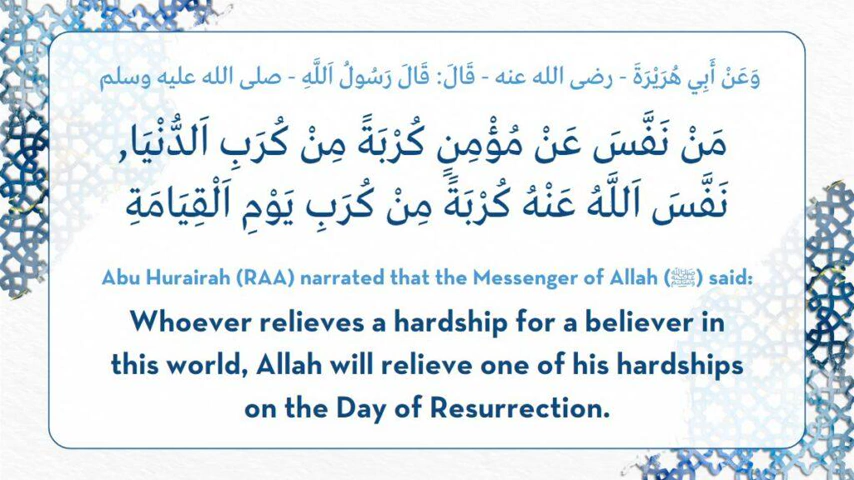 وَعَنْ أَبِي هُرَيْرَةَ - رضى الله عنه - قَالَ: قَالَ رَسُولُ اَللَّهِ - صلى الله عليه وسلم
مَنْ نَفَّسَ عَنْ مُؤْمِنٍ كُرْبَةً مِنْ كُرَبِ اَلدُّنْيَا,
نَفَّسَ اَللَّهُ عَنْهُ كُرْبَةً مِنْ كُرَبِ يَوْمِ اَلْقِيَامَةِ
Abu Hurairah (RAA) narrated that the Messenger of Allah (ﷺ) said:
Whoever relieves a hardship for a believer in
this world, Allah will relieve one of his hardships
on the Day of Resurrection.